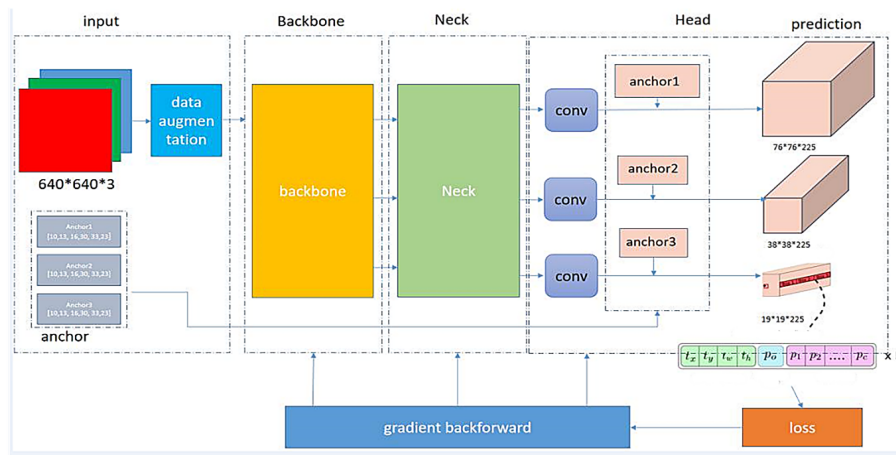 input
Backbone
Neck
Head
prediction
data
augmen
tation
640*640*3
backbone
Neck
conv
conv
conv
anchor1
anchor2
anchor3
76*76*225
38*38*225
19*19*225
Anchor1
[10,13, 16,30, 33,23]
Anchor2
[10,13, 16,30, 33,23]
Anchor3
[10,13, 16,30, 33,23]
anchor
tx ty tw th po p1 p2 .... pc x
gradient backforward
loss